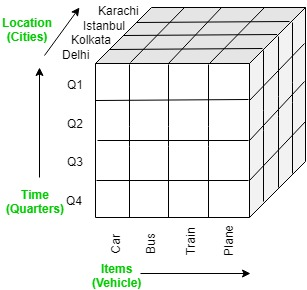 Karachi
Location
(Cities)
Istanbul
Kolkata
Delhi
Q1
Q2
Q3
Time
(Quarters)
Q4
Car
Bus
Train
Plane
Items
(Vehicle)